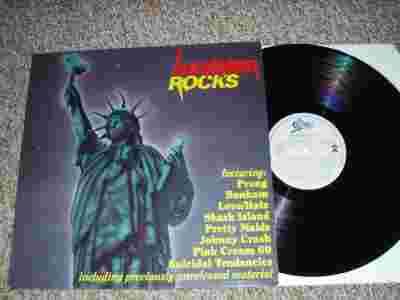 ROCKS
featuring:
Prong
Bonham
Love/Hate
Shark Island
Pretty Maids
Johnny Crash
Pink Cream 69
Suicidal Tendencies
including previously unreleased material
Epic